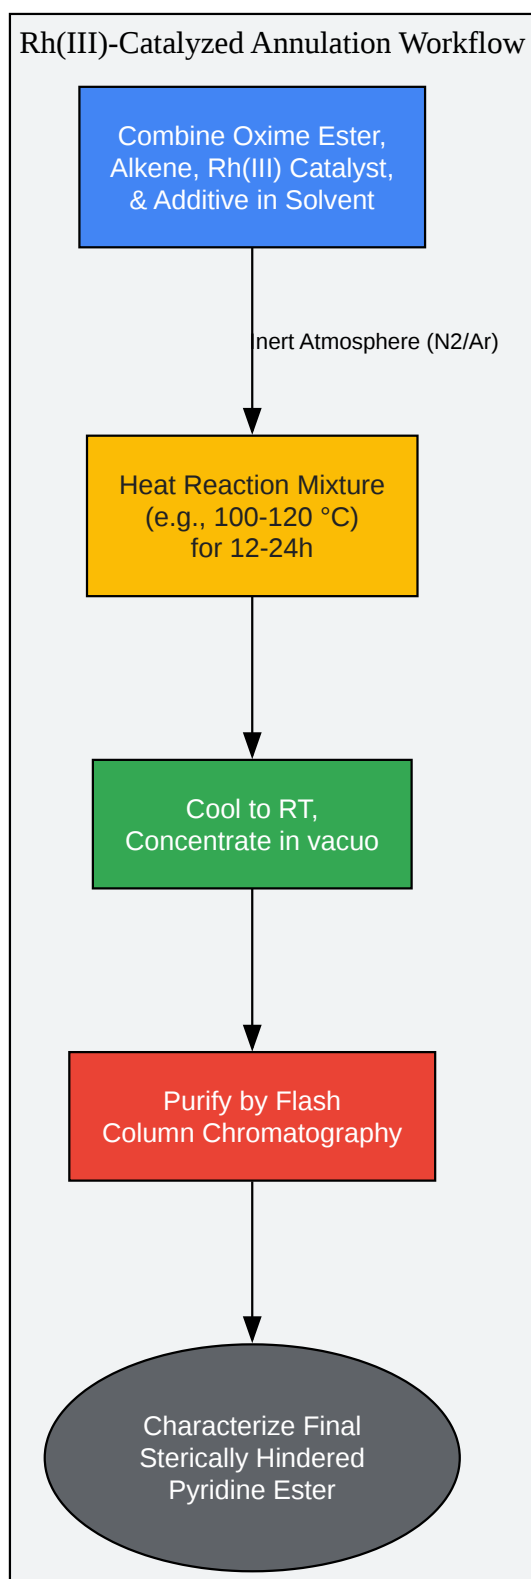 Rh(III)-Catalyzed Annulation Workflow
Combine Oxime Ester,
Alkene, Rh(III) Catalyst,
& Additive in Solvent
Inert Atmosphere (N2/Ar)
Heat Reaction Mixture
(e.g., 100-120 °C)
for 12-24h
Cool to RT,
Concentrate in vacuo
Purify by Flash
Column Chromatography
Characterize Final
Sterically Hindered
Pyridine Ester